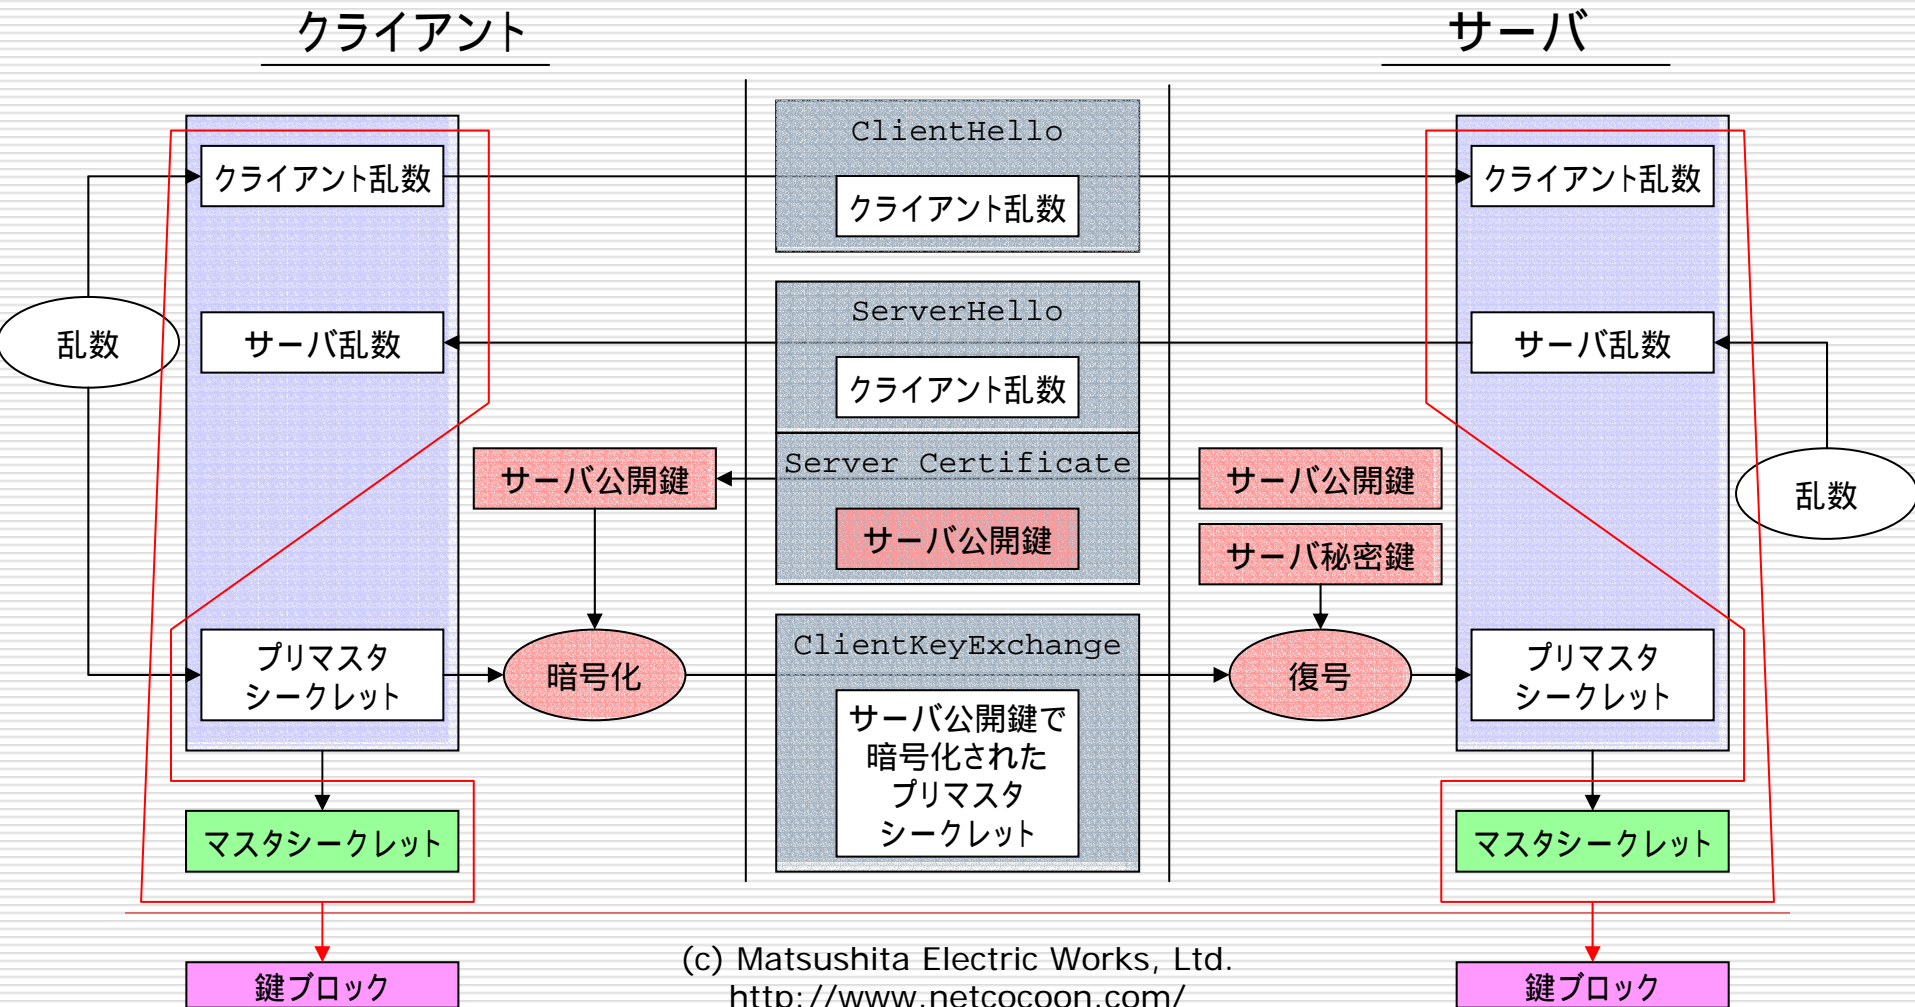 クライアント
サーバ
ClientHello
クライアント乱数
クライアント乱数
クライアント乱数
ServerHello
乱数
サーバ乱数
サーバ乱数
クライアント乱数
サーバ公開鍵
Server Certificate
サーバ公開鍵
乱数
サーバ公開鍵
サーバ秘密鍵
ClientKeyExchange
プリマスタ
シークレット
暗号化
復号
プリマスタ
シークレット
サーバ公開鍵で
暗号化された
プリマスタ
シークレット
マスタシークレット
マスタシークレット
(c) Matsushita Electric Works, Ltd.
http://www.netcocoon.com/
鍵ブロック
鍵ブロック